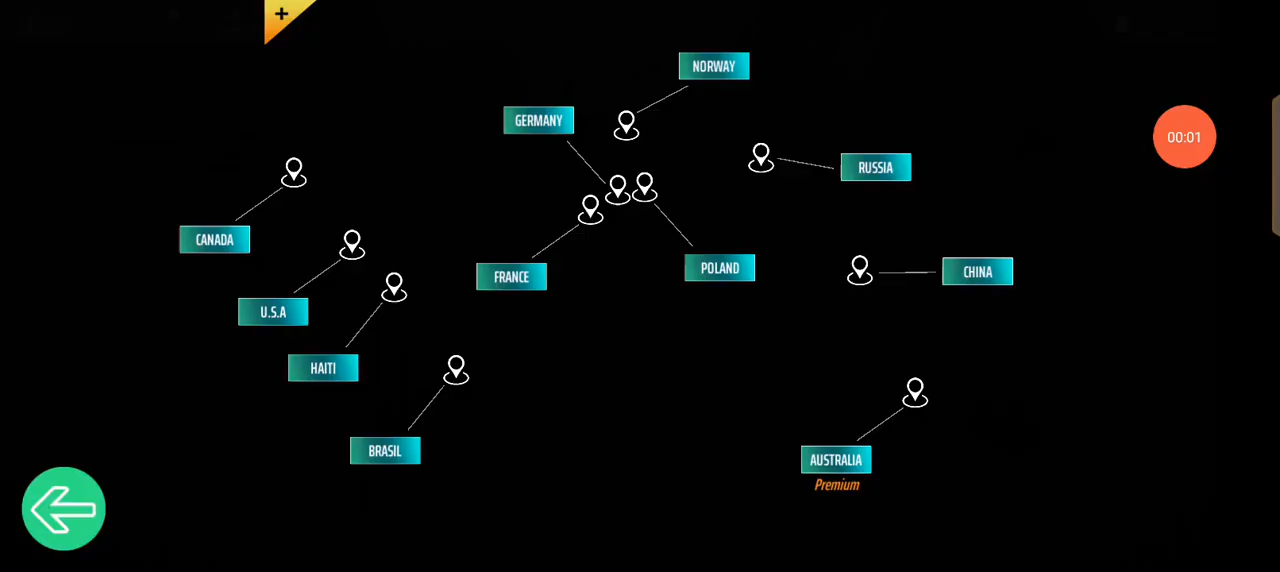 +
NORWAY
GERMANY
00:01
RUSSIA
CANADA
FRANCE
POLAND
CHINA
U.S.A
HAITI
BRASIL
AUSTRALIA
Premium